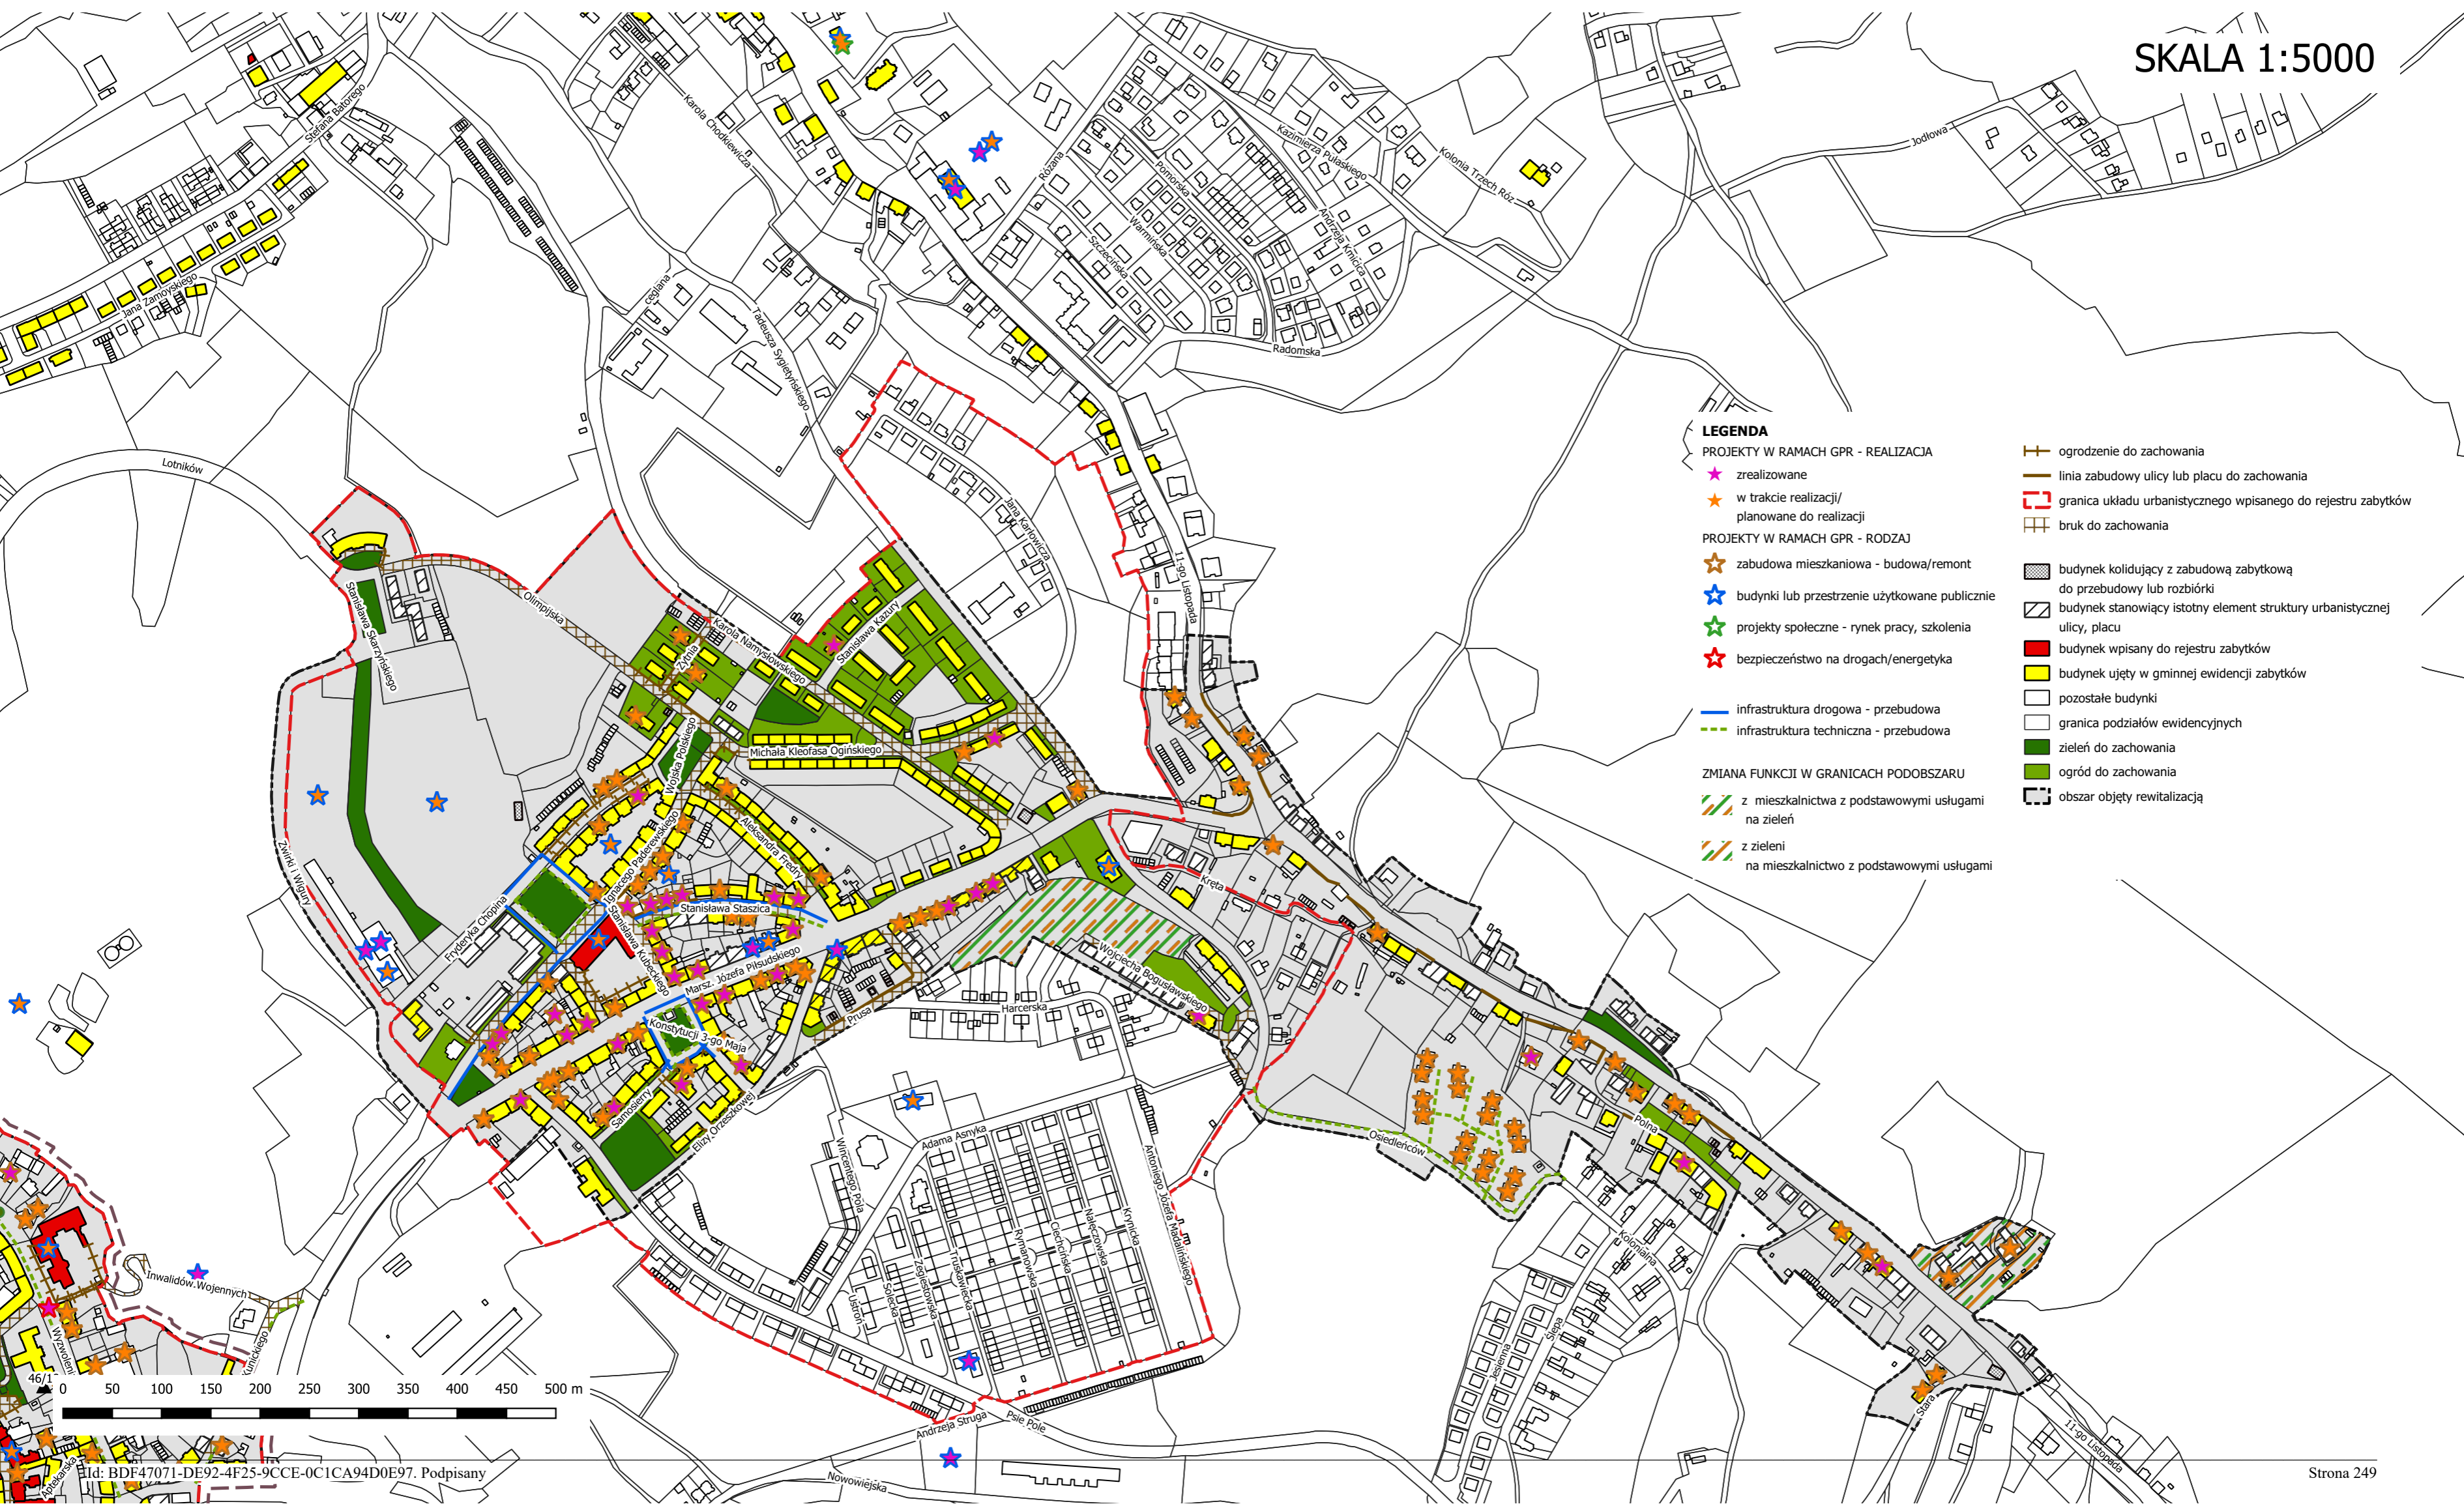 SKALA 1:5000
Stefana Batorego
Karola Chodkiewicza
Różana
Pomorska
Kazimierza Pułaskiego
Kolonia Trzech Róż
Jodłowa
Warmińska
Szczecińska
Andrzeja Kmicica
Radomska
Jana Zamoyskiego
ceglana
Tadeusza Sygietyńskiego
Lotników
Jana Karłowicza
11-go Listopada
LEGENDA
PROJEKTY W RAMACH GPR - REALIZACJA
zrealizowane
w trakcie realizacji/
planowane do realizacji
PROJEKTY W RAMACH GPR - RODZAJ
zabudowa mieszkaniowa - budowa/remont
budynki lub przestrzenie użytkowane publicznie
projekty społeczne - rynek pracy, szkolenia
bezpieczeństwo na drogach/energetyka
infrastruktura drogowa - przebudowa
infrastruktura techniczna - przebudowa
ZMIANA FUNKCJI W GRANICACH PODOBSZARU
z mieszkalnictwa z podstawowymi usługami
na zieleń
z zieleni
na mieszkalnictwo z podstawowymi usługami
ogrodzenie do zachowania
linia zabudowy ulicy lub placu do zachowania
granica układu urbanistycznego wpisanego do rejestru zabytków
bruk do zachowania
budynek kolidujący z zabudową zabytkową
do przebudowy lub rozbiórki
budynek stanowiący istotny element struktury urbanistycznej
ulicy, placu
budynek wpisany do rejestru zabytków
budynek ujęty w gminnej ewidencji zabytków
pozostałe budynki
granica podziałów ewidencyjnych
zieleń do zachowania
ogród do zachowania
obszar objęty rewitalizacją
Olimpijska
Stanisława Skarżyńskiego
Karola Namysłowskiego
Stanisława Kazury
Żytnia
Wojska Polskiego
Michała Kleofasa Ogińskiego
Aleksandra Fredry
Ignacego Paderewskiego
Żwirki i Wigury
Fryderyka Chopina
Stanisława Staszica
Stanisława Kubeckiego
Marsz. Józefa Piłsudskiego
Kręta
Wojciecha Bogusławskiego
Prusa
Harcerska
Konstytucji 3-go Maja
Samosierry
Elizy Orzeszkowej
Wincentego Pola
Adama Asnyka
Antoniego Józefa Madalińskiego
Osiedleńców
Polna
Kolonialna
Ustroń
Solecka
Żegiestowska
Truskawiecka
Rymanowska
Ciechcińska
Nałęczowska
Krynicka
Ślepa
Jesienna
Stara
11-go Listopada
Inwalidów Wojennych
Kunickiego
Wyzwoleni
46/1
0 50 100 150 200 250 300 350 400 450 500 m
Andrzeja Struga
Psie Pole
Nowowiejska
Aptekarska
Id: BDF47071-DE92-4F25-9CCE-0C1CA94D0E97. Podpisany
Strona 249